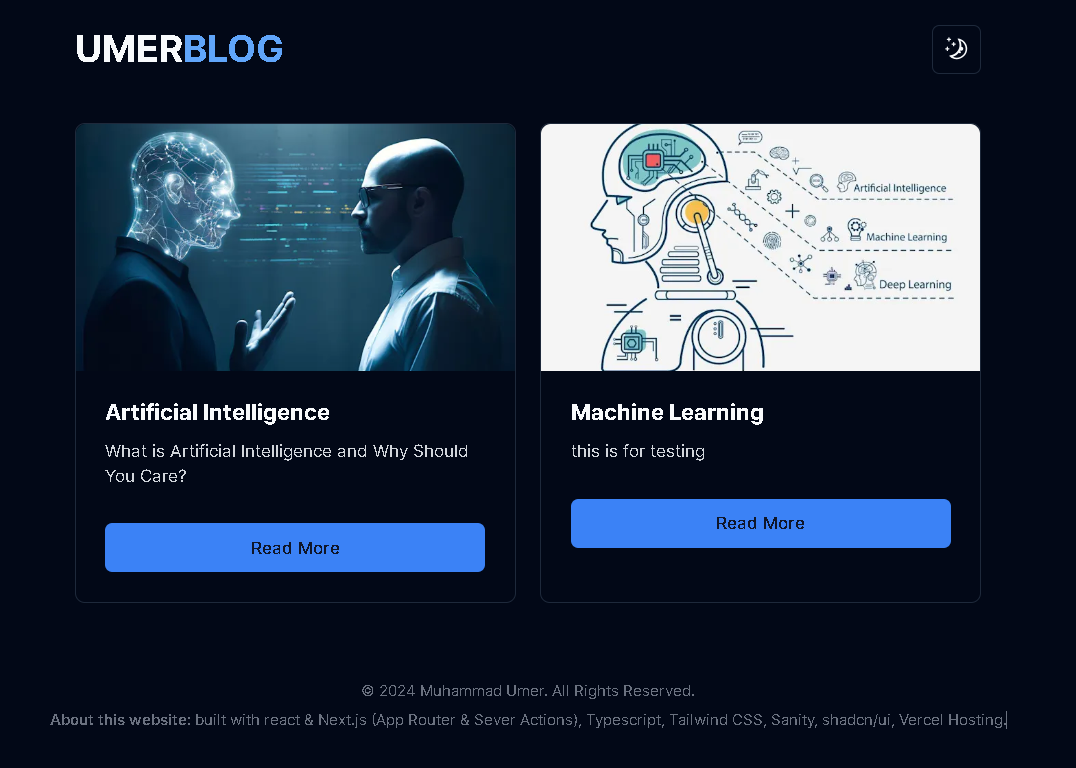 UMERBLOG
Artificial Intelligence
Machine Learning
Deep Learning
Artificial Intelligence
What is Artificial Intelligence and Why Should
You Care?
Read More
Machine Learning
this is for testing
Read More
© 2024 Muhammad Umer. All Rights Reserved.
About this website: built with react & Next.js (App Router & Sever Actions), Typescript, Tailwind CSS, Sanity, shadcn/ui, Vercel Hosting.